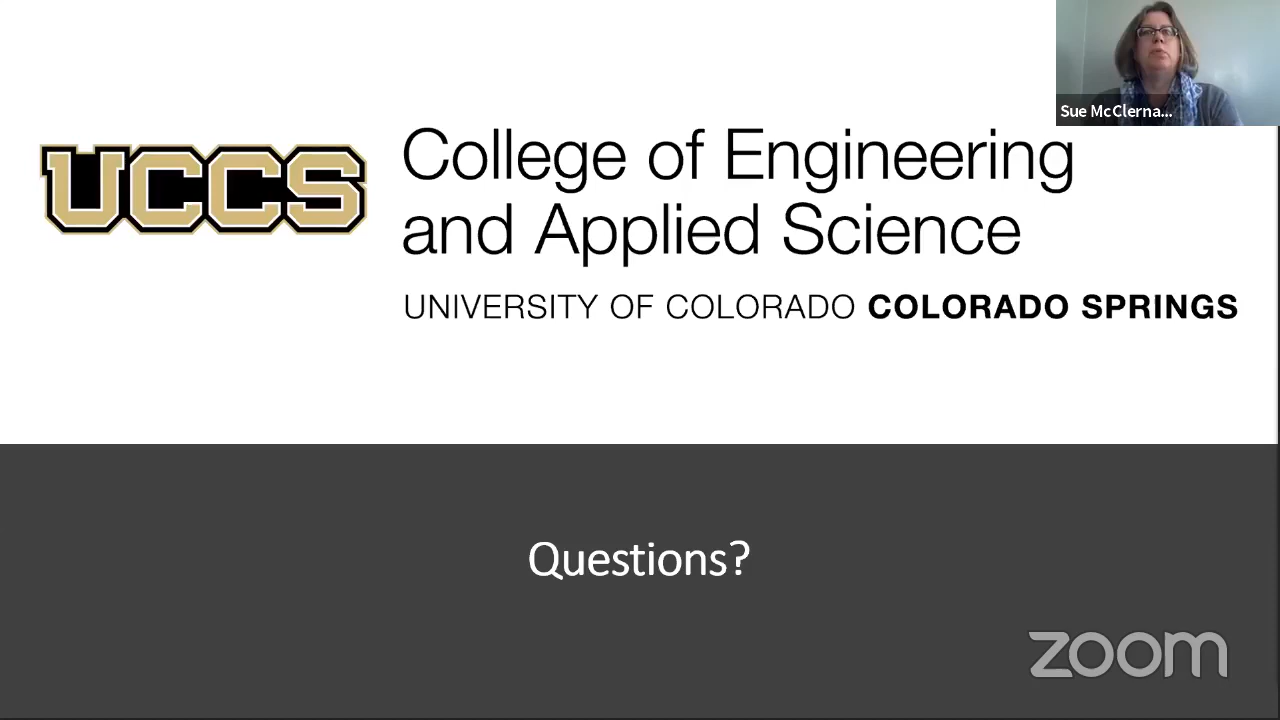 Sue McClerna...
UCCS
College of Engineering
and Applied Science
UNIVERSITY OF COLORADO COLORADO SPRINGS
Questions?
zoom